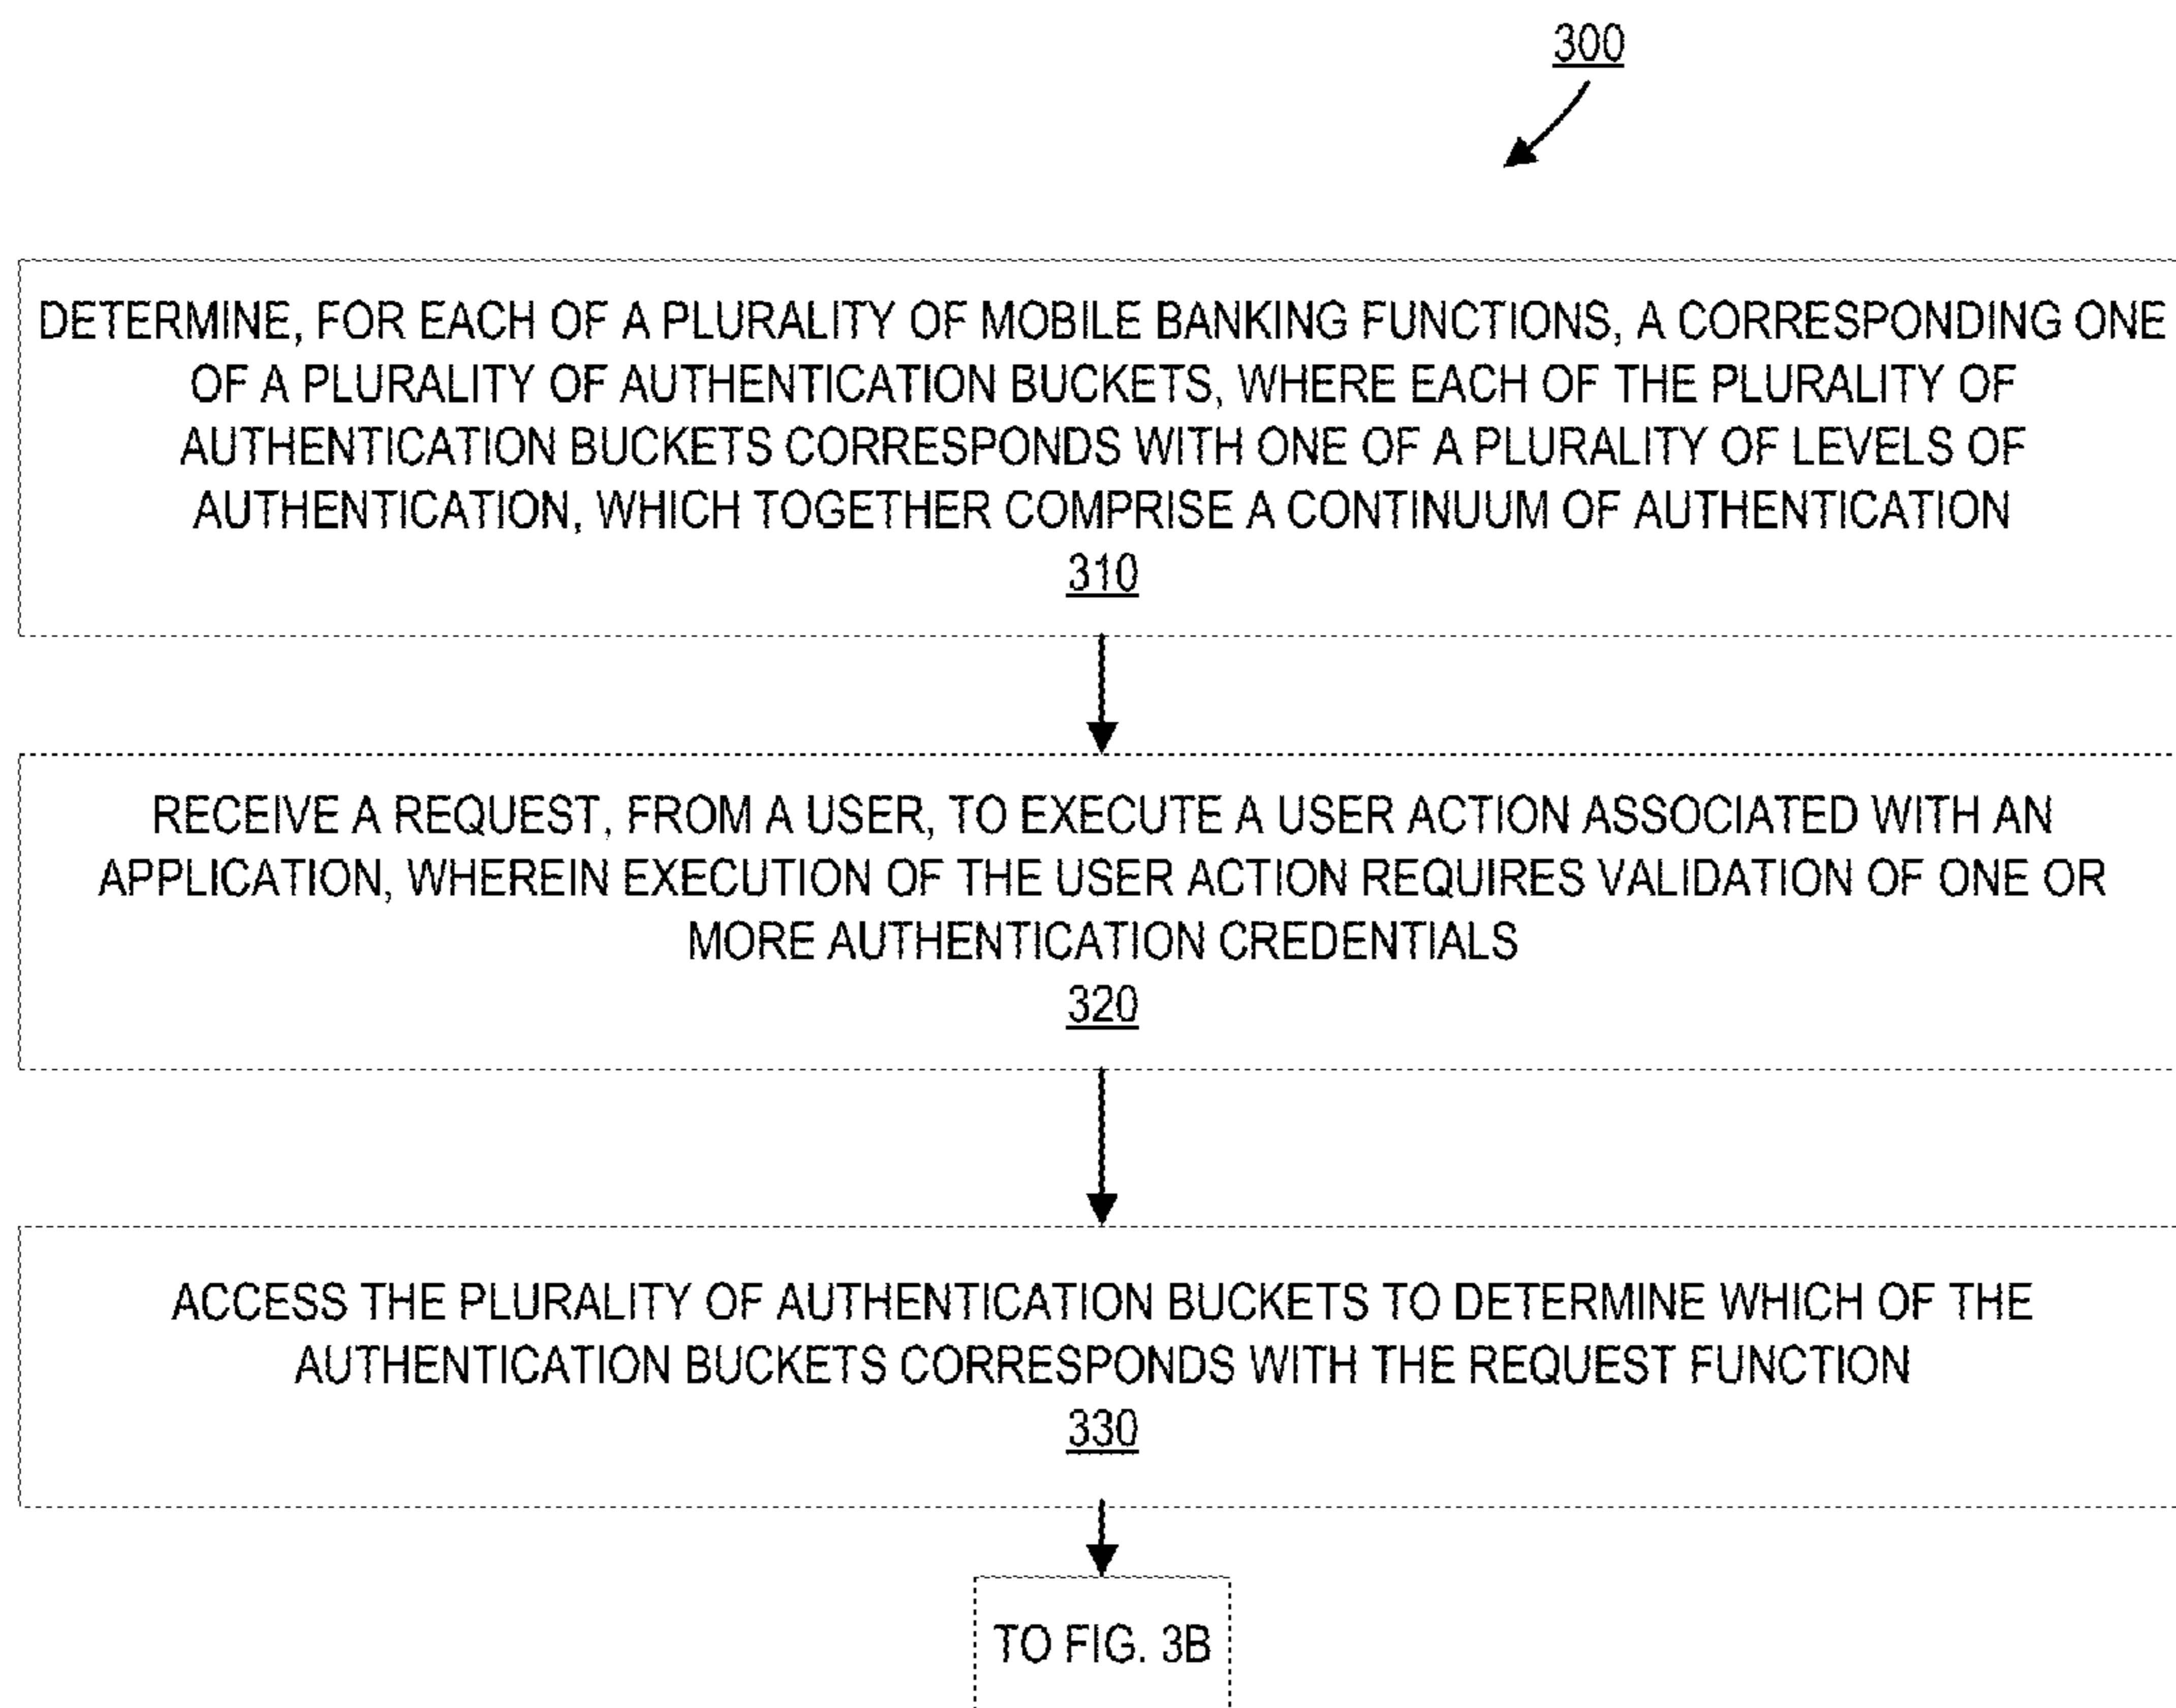 300
DETERMINE, FOR EACH OF A PLURALITY OF MOBILE BANKING FUNCTIONS, A CORRESPONDING ONE
OF A PLURALITY OF AUTHENTICATION BUCKETS, WHERE EACH OF THE PLURALITY OF
AUTHENTICATION BUCKETS CORRESPONDS WITH ONE OF A PLURALITY OF LEVELS OF
AUTHENTICATION, WHICH TOGETHER COMPRISE A CONTINUUM OF AUTHENTICATION
310
RECEIVE A REQUEST, FROM A USER, TO EXECUTE A USER ACTION ASSOCIATED WITH AN
APPLICATION, WHEREIN EXECUTION OF THE USER ACTION REQUIRES VALIDATION OF ONE OR
MORE AUTHENTICATION CREDENTIALS
320
ACCESS THE PLURALITY OF AUTHENTICATION BUCKETS TO DETERMINE WHICH OF THE
AUTHENTICATION BUCKETS CORRESPONDS WITH THE REQUEST FUNCTION
330
TO FIG. 3B